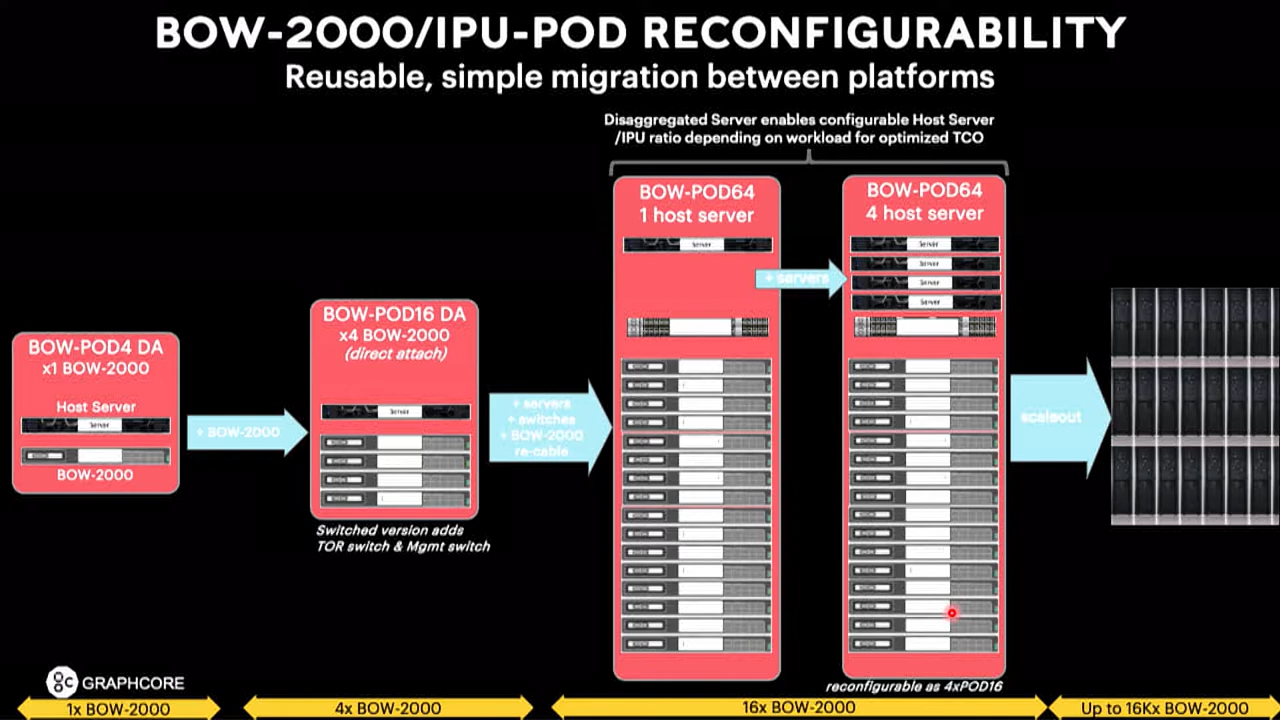 BOW-2000/IPU-POD RECONFIGURABILITY
Reusable, simple migration between platforms
Disaggregated Server enables configurable Host Server
/IPU ratio depending on workload for optimized TCO
BOW-POD4 DA
x1 BOW-2000
Host Server
Server
BOW-2000
+ BOW-2000
BOW-POD16 DA
x4 BOW-2000
(direct attach)
Server
Switched version adds
TOR switch & Mgmt switch
+ servers
+ switches
+ BOW-2000
re-cable
BOW-POD64
1 host server
Server
+ servers
BOW-POD64
4 host server
Server
Server
Server
Server
reconfigurable as 4xPOD16
scaleout
GRAPHCORE
1x BOW-2000
4x BOW-2000
16x BOW-2000
Up to 16Kx BOW-2000